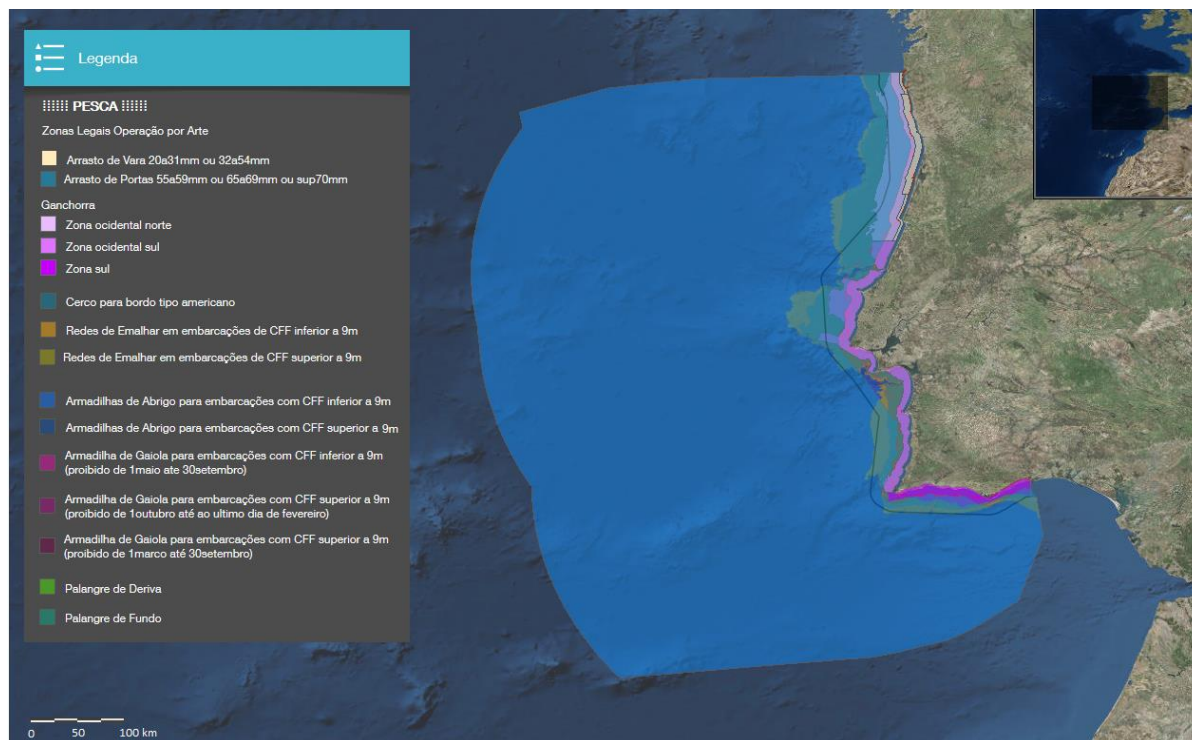 Legenda
PESCA
Zonas Legais Operação por Arte
Arrasto de Vara 20a31mm ou 32a54mm
Arrasto de Portas 55a59mm ou 65a69mm ou sup70mm
Ganchorra
Zona ocidental norte
Zona ocidental sul
Zona sul
Cerco para bordo tipo americano
Redes de Emalhar em embarcações de CFF inferior a 9m
Redes de Emalhar em embarcações de CFF superior a 9m
Armadilhas de Abrigo para embarcações com CFF inferior a 9m
Armadilhas de Abrigo para embarcações com CFF superior a 9m
Armadilha de Gaiola para embarcações com CFF inferior a 9m
(proibido de 1maio até 30setembro)
Armadilha de Gaiola para embarcações com CFF superior a 9m
(proibido de 1outubro até ao ultimo dia de fevereiro)
Armadilha de Gaiola para embarcações com CFF superior a 9m
(proibido de 1marco até 30setembro)
Palangre de Deriva
Palangre de Fundo
0 50 100 km